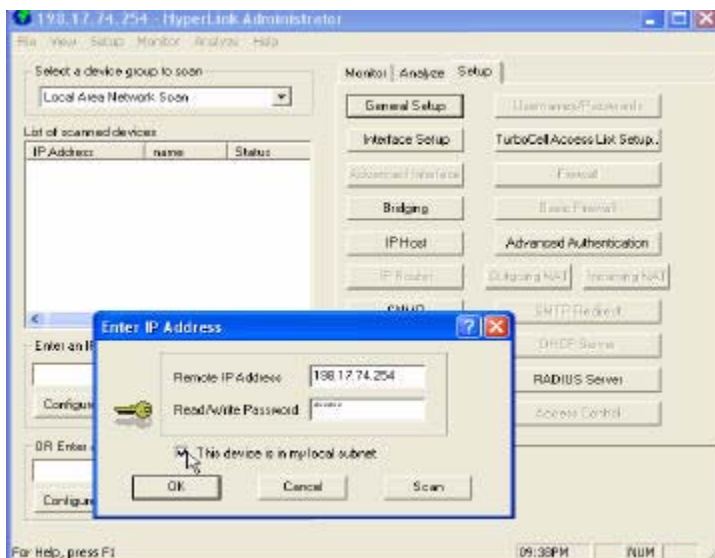 198.17.74.254 - HyperLink Administrator
File View Setup Monitor Analyze Help
Select a device group to scan
Local Area Network Scan
List of scanned devices
IP Address name Status
Monitor Analyze Setup
General Setup Usernames/Passwords
Interface Setup TurboCell Access List Setup..
Advanced Interface Firewall
Bridging Basic Firewall
IP Host Advanced Authentication
IP Router Outgoing NAT Incoming NAT
SNMP SMTP Redirect
DHCP Server
RADIUS Server
Access Control
Enter an IP
Configure
OR Enter
Configure
Enter IP Address
Remote IP Address 198.17.74.254
Read/Write Password ******
This device is in my local subnet
OK Cancel Scan
For Help, press F1 09:38PM NUM